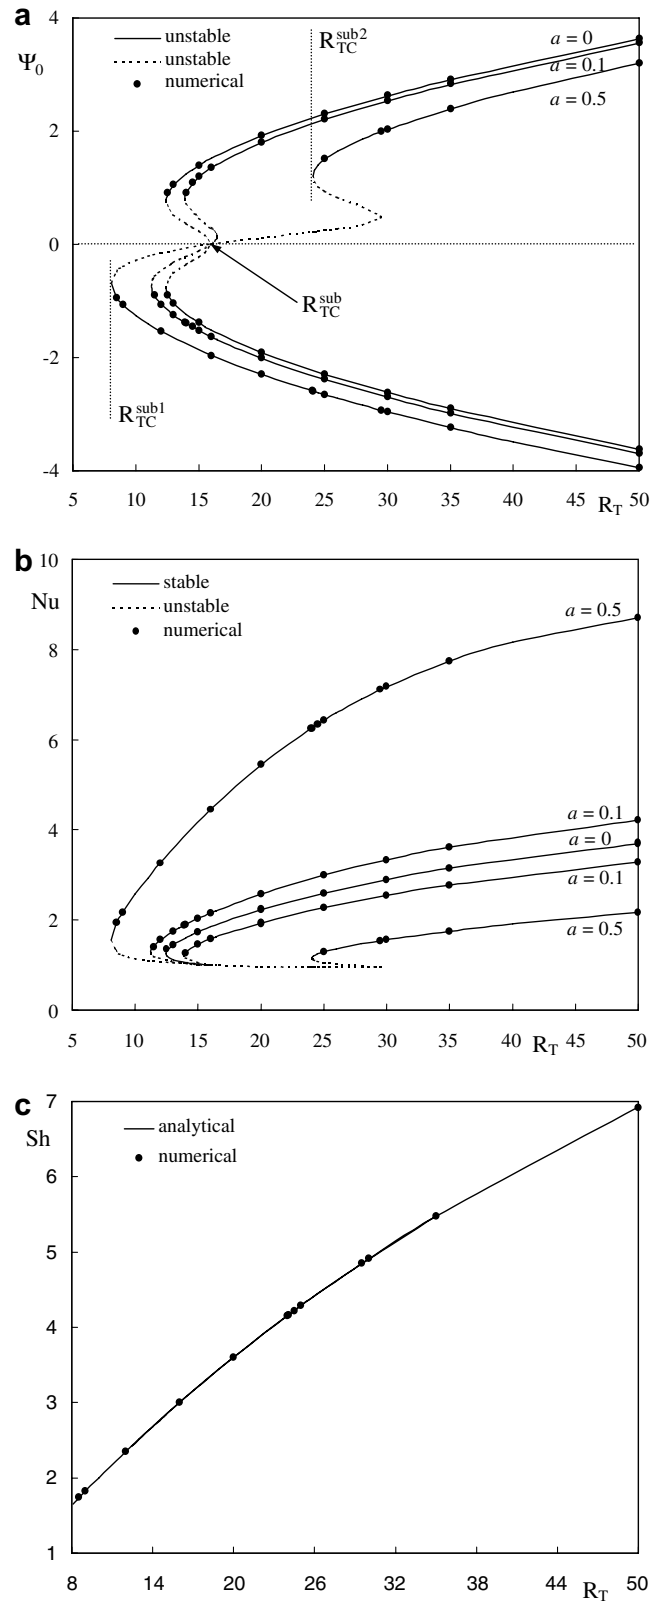 a
4
Ψ0
unstable
unstable
numerical
R_TC^sub2
a = 0
a = 0.1
a = 0.5
2
0
R_TC^sub
-2
R_TC^sub1
-4
5 10 15 20 25 30 35 40 45 R_T 50
b
10
Nu
stable
unstable
numerical
a = 0.5
8
6
4
a = 0.1
a = 0
a = 0.1
2
a = 0.5
0
5 10 15 20 25 30 35 R_T 40 45 50
c
7
Sh
analytical
numerical
6
5
4
3
2
1
8 14 20 26 32 38 44 R_T 50